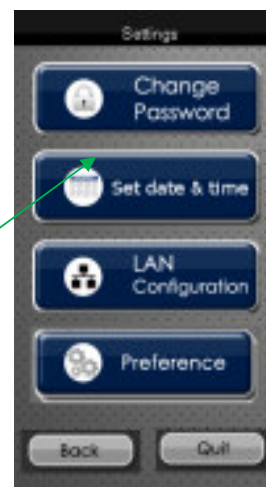 Settings
Change
Password
Set date & time
LAN
Configuration
Preference
Back
Quit